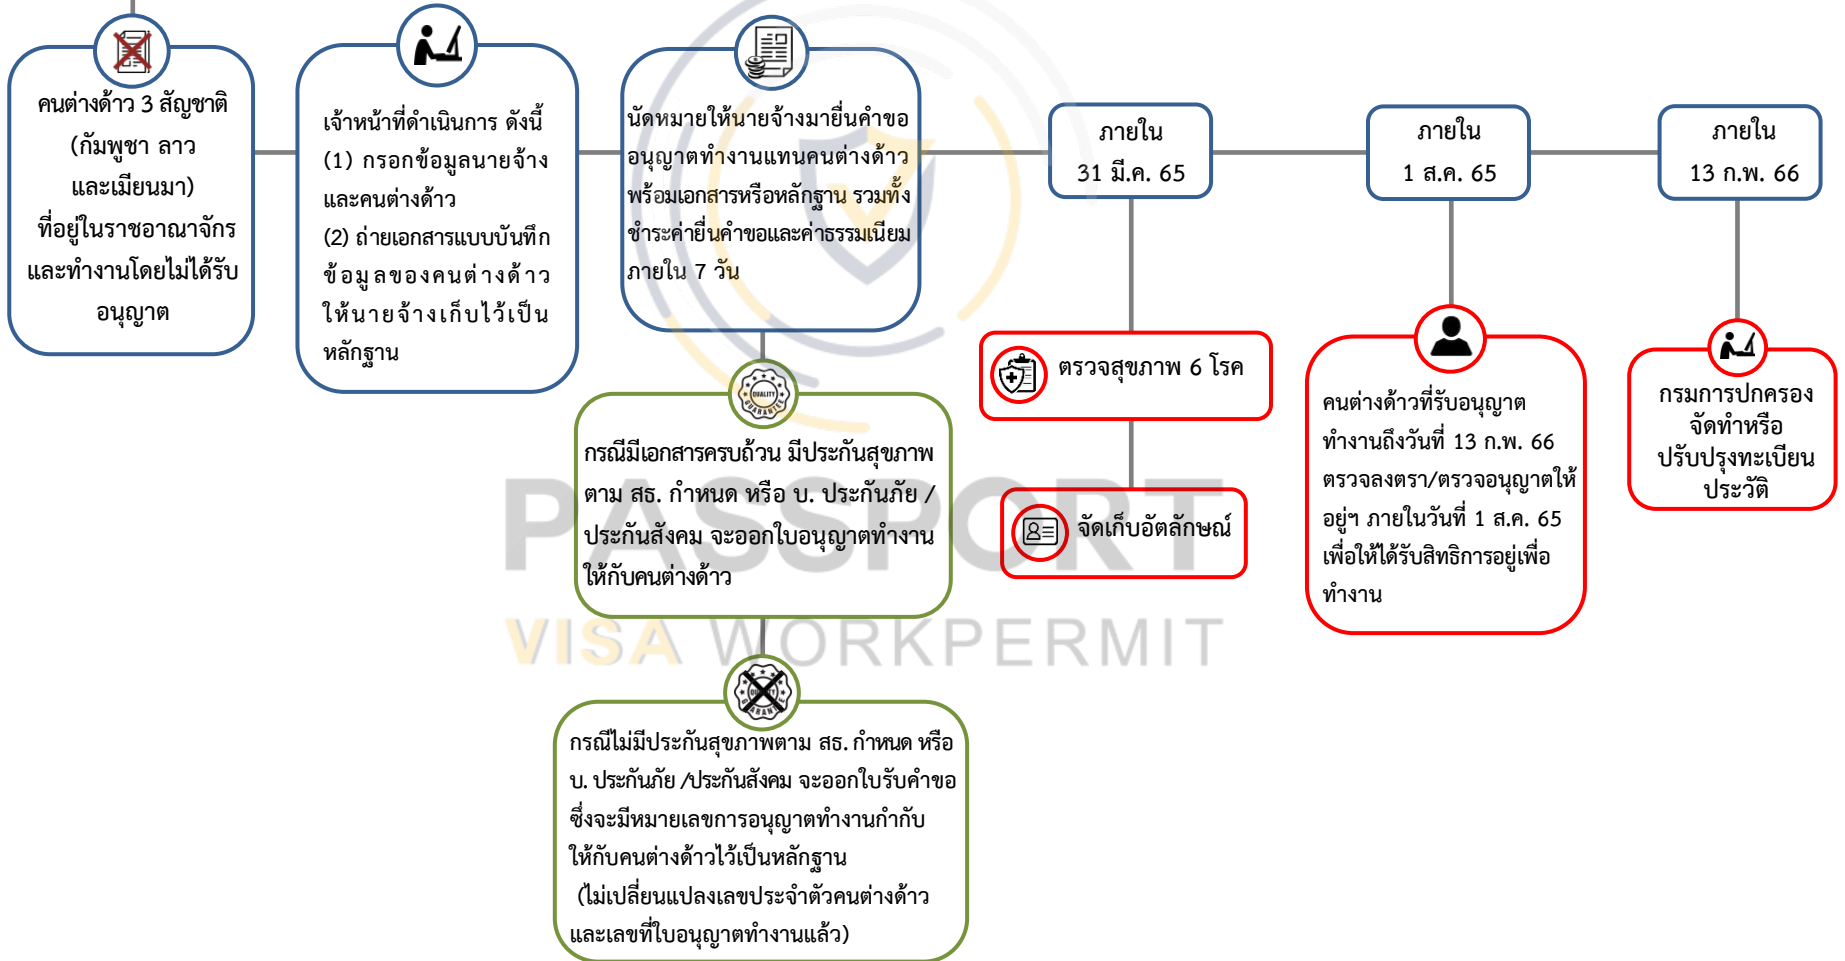 คนต่างด้าว 3 สัญชาติ
(กัมพูชา ลาว
และเมียนมา)
ที่อยู่ในราชอาณาจักร
และทำงานโดยไม่ได้รับ
อนุญาต
เจ้าหน้าที่ดำเนินการ ดังนี้
(1) กรอกข้อมูลนายจ้าง
และคนต่างด้าว
(2) ถ่ายเอกสารแบบบันทึก
ข้อมูลของคนต่างด้าว
ให้นายจ้างเก็บไว้เป็น
หลักฐาน
นัดหมายให้นายจ้างมายื่นคำขอ
อนุญาตทำงานแทนคนต่างด้าว
พร้อมเอกสารหรือหลักฐาน รวมทั้ง
ชำระค่ายื่นคำขอและค่าธรรมเนียม
ภายใน 7 วัน
QUALITY
GUARANTEE
กรณีมีเอกสารครบถ้วน มีประกันสุขภาพ
ตาม สธ. กำหนด หรือ บ. ประกันภัย /
ประกันสังคม จะออกใบอนุญาตทำงาน
ให้กับคนต่างด้าว
กรณีไม่มีประกันสุขภาพตาม สธ. กำหนด หรือ
บ. ประกันภัย /ประกันสังคม จะออกใบรับคำขอ
ซึ่งจะมีหมายเลขการอนุญาตทำงานกำกับ
ให้กับคนต่างด้าวไว้เป็นหลักฐาน
(ไม่เปลี่ยนแปลงเลขประจำตัวคนต่างด้าว
และเลขที่ใบอนุญาตทำงานแล้ว)
ภายใน
31 มี.ค. 65
ตรวจสุขภาพ 6 โรค
จัดเก็บอัตลักษณ์
ภายใน
1 ส.ค. 65
คนต่างด้าวที่รับอนุญาต
ทำงานถึงวันที่ 13 ก.พ. 66
ตรวจลงตรา/ตรวจอนุญาตให้
อยู่ฯ ภายในวันที่ 1 ส.ค. 65
เพื่อให้ได้รับสิทธิการอยู่เพื่อ
ทำงาน
ภายใน
13 ก.พ. 66
กรมการปกครอง
จัดทำหรือ
ปรับปรุงทะเบียน
ประวัติ
PASSPORT
VISA WORKPERMIT